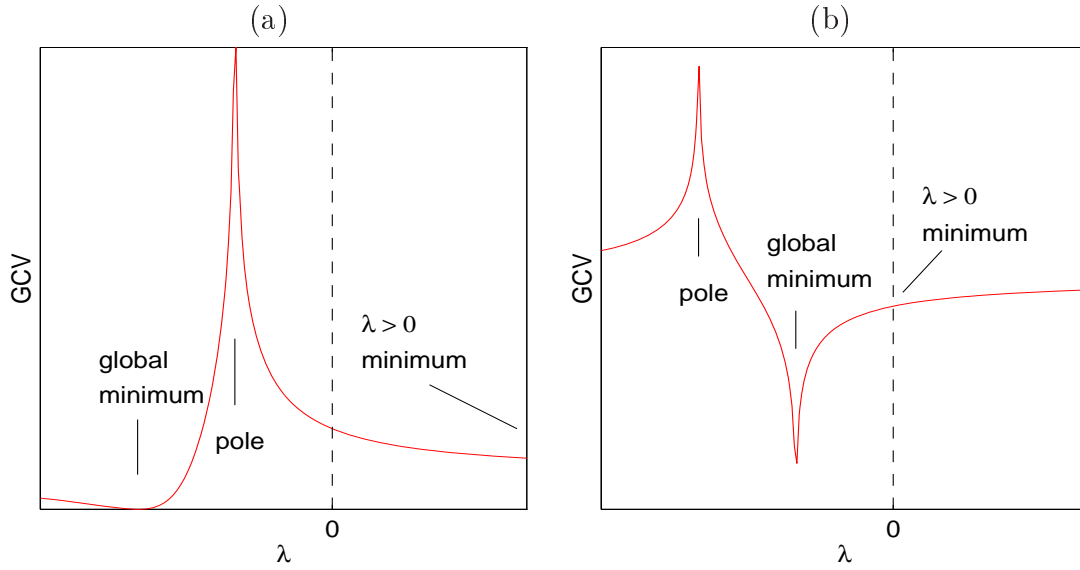 (a)
GCV
global
minimum
pole
λ > 0
minimum
0
λ
(b)
GCV
pole
global
minimum
λ > 0
minimum
0
λ